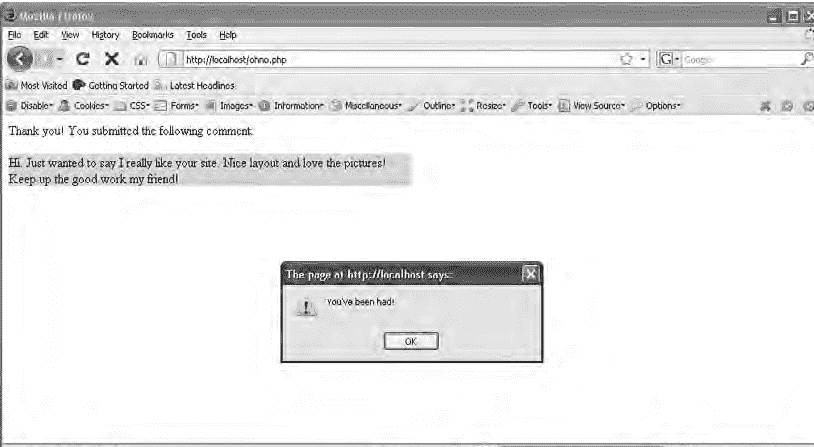 Mozilla Firefox
File Edit View History Bookmarks Tools Help
http://localhost/ohno.php
G Google
Most Visited Getting Started Latest Headlines
Disable Cookies CSS Forms Images Information Miscellaneous Outline Resize Tools View Source Options
Thank you! You submitted the following comment:
Hi. Just wanted to say I really like your site. Nice layout and love the pictures!
Keep up the good work my friend!
The page at http://localhost says:
You've been had!
OK